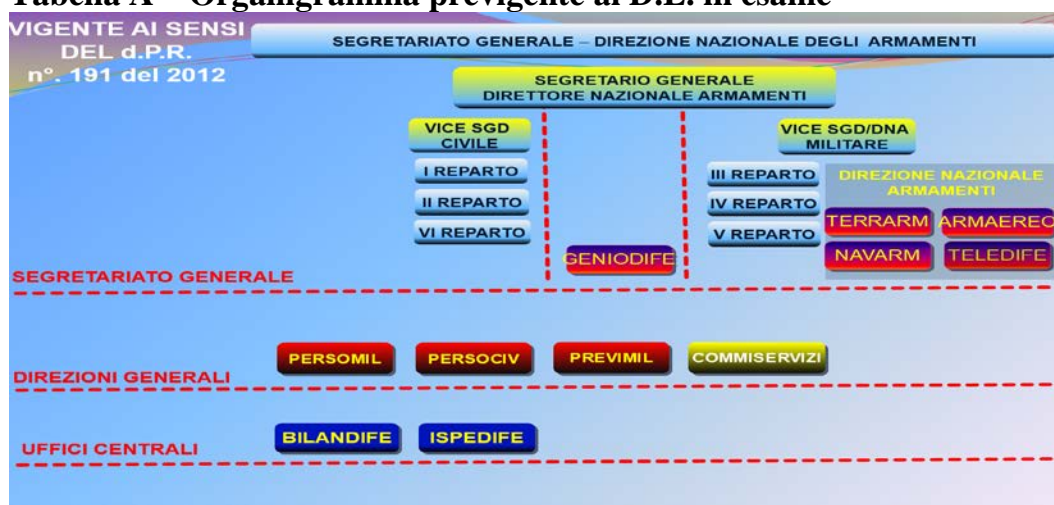 Tabella A – Organigramma previgente al D.L. in esame
VIGENTE AI SENSI
DEL d.P.R.
n°. 191 del 2012
SEGRETARIATO GENERALE – DIREZIONE NAZIONALE DEGLI ARMAMENTI
SEGRETARIO GENERALE
DIRETTORE NAZIONALE ARMAMENTI
VICE SGD
CIVILE
VICE SGD/DNA
MILITARE
I REPARTO
II REPARTO
VI REPARTO
GENIODIFE
III REPARTO
IV REPARTO
V REPARTO
DIREZIONE NAZIONALE
ARMAMENTI
TERRARM ARMAEREO
NAVARM TELEDIFE
SEGRETARIATO GENERALE
PERSOMIL PERSOCIV PREVIMIL COMMISERVIZI
DIREZIONI GENERALI
BILANDIFE ISPEDIFE
UFFICI CENTRALI